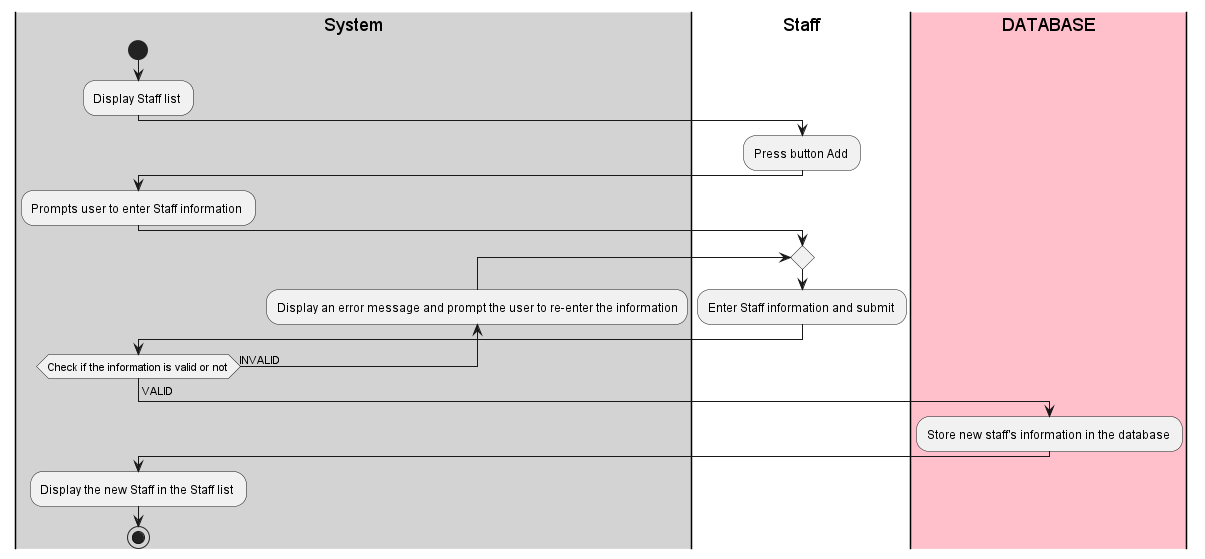 System
Staff
DATABASE
Display Staff list
Press button Add
Prompts user to enter Staff information
Display an error message and prompt the user to re-enter the information
Enter Staff information and submit
Check if the information is valid or not
INVALID
VALID
Store new staff's information in the database
Display the new Staff in the Staff list